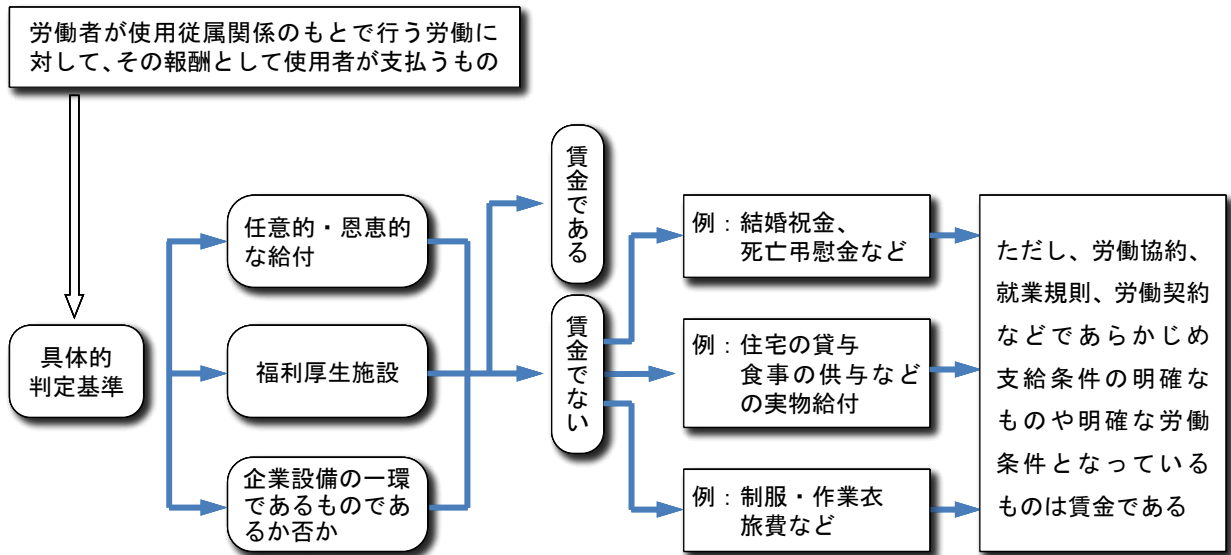 労働者が使用従属関係のもとで行う労働に
対して、その報酬として使用者が支払うもの
具体的
判定基準
任意的・恩恵的
な給付
福利厚生施設
企業設備の一環
であるものであ
るか否か
賃金である
賃金でない
例：結婚祝金、
死亡弔慰金など
例：住宅の貸与
食事の供与など
の実物給付
例：制服・作業衣
旅費など
ただし、労働協約、
就業規則、労働契約
などであらかじめ
支給条件の明確な
ものや明確な労働
条件となっている
ものは賃金である